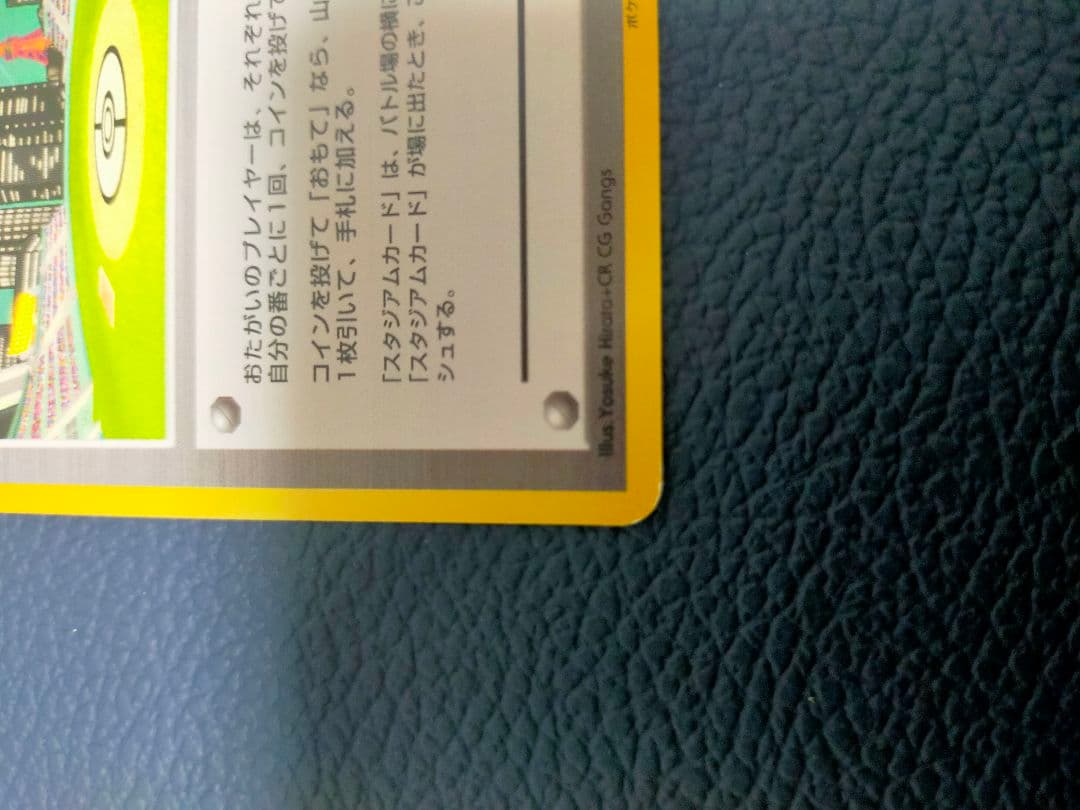 おたがいのプレイヤーは、それぞれ
自分の番ごとに1回、コインを投げて
コインを投げて「おもて」なら、山
1枚引いて、手札に加える。
「スタジアムカード」は、バトル場の横に
「スタジアムカード」が場に出たとき、こ
シュする。
Illus.Yosuke Hirata+CR CG Gangs
ポケ